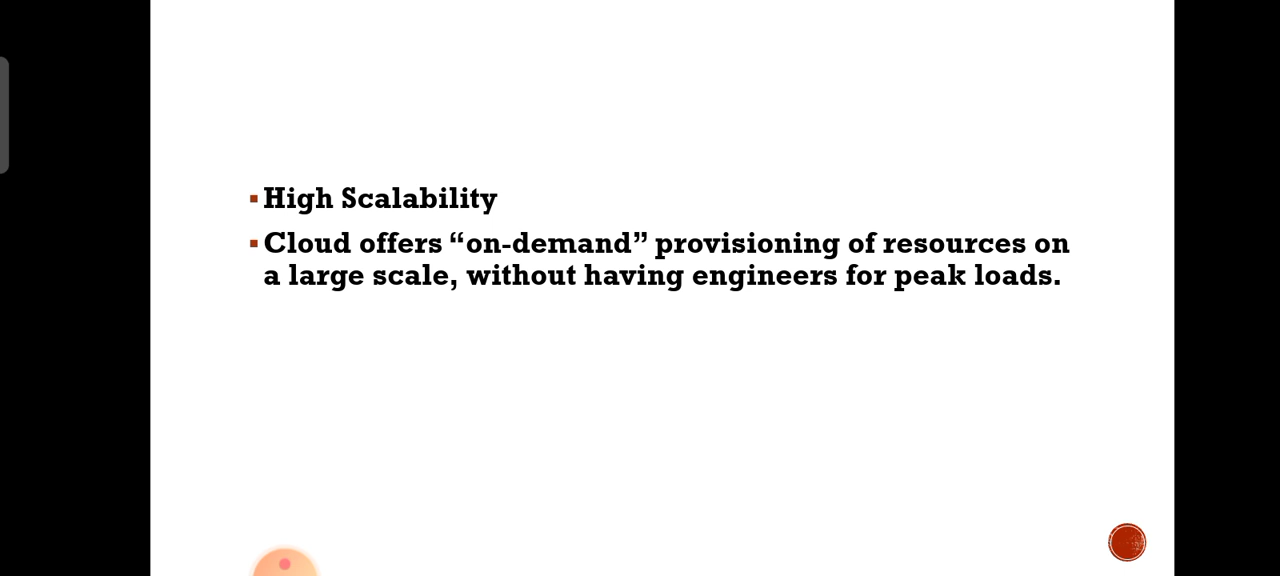 High Scalability
Cloud offers “on-demand” provisioning of resources on
a large scale, without having engineers for peak loads.